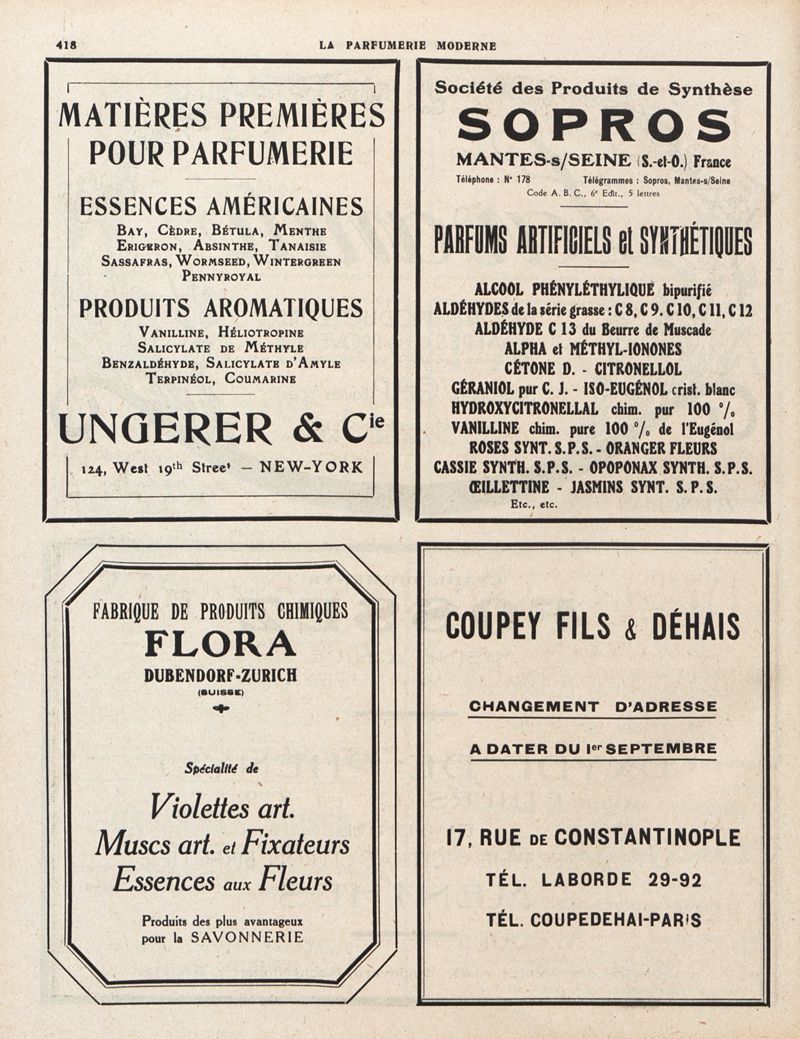 418
LA PARFUMERIE MODERNE
MATIÈRES PREMIÈRES
POUR PARFUMERIE
ESSENCES AMÉRICAINES
BAY, CÈDRE, BÉTULA, MENTHE
ERIGERON, ABSINTHE, TANAISIE
SASSAFRAS, WORMSEED, WINTERGREEN
PENNYROYAL
PRODUITS AROMATIQUES
VANILLINE, HÉLIOTROPINE
SALICYLATE DE MÉTHYLE
BENZALDÉHYDE, SALICYLATE D'AMYLE
TERPINÉOL, COUMARINE
UNGERER & Cie
124, West 19th Street — NEW-YORK
Société des Produits de Synthèse
SOPROS
MANTES-s/SEINE (S.-et-O.) France
Téléphone : N° 178 Télégrammes : Sopros, Mantes-s/Seine
Code A. B. C., 6e Edit., 5 lettres
PARFUMS ARTIFICIELS et SYNTHÉTIQUES
ALCOOL PHÉNYLÉTHYLIQUE bipurifié
ALDÉHYDES de la série grasse : C 8, C 9. C 10, C 11, C 12
ALDÉHYDE C 13 du Beurre de Muscade
ALPHA et MÉTHYL-IONONES
CÉTONE D. - CITRONELLOL
GÉRANIOL pur C. J. - ISO-EUGÉNOL crist. blanc
HYDROXYCITRONELLAL chim. pur 100 %
VANILLINE chim. pure 100 % de l'Eugénol
ROSES SYNT. S.P.S. - ORANGER FLEURS
CASSIE SYNTH. S.P.S. - OPOPONAX SYNTH. S.P.S.
ŒILLETTINE - JASMINS SYNT. S. P. S.
Etc., etc.
FABRIQUE DE PRODUITS CHIMIQUES
FLORA
DUBENDORF-ZURICH
(SUISSE)
Spécialité de
Violettes art.
Muscs art. et Fixateurs
Essences aux Fleurs
Produits des plus avantageux
pour la SAVONNERIE
COUPEY FILS & DÉHAIS
CHANGEMENT D'ADRESSE
A DATER DU 1er SEPTEMBRE
17, RUE DE CONSTANTINOPLE
TÉL. LABORDE 29-92
TÉL. COUPEDEHAI-PARIS